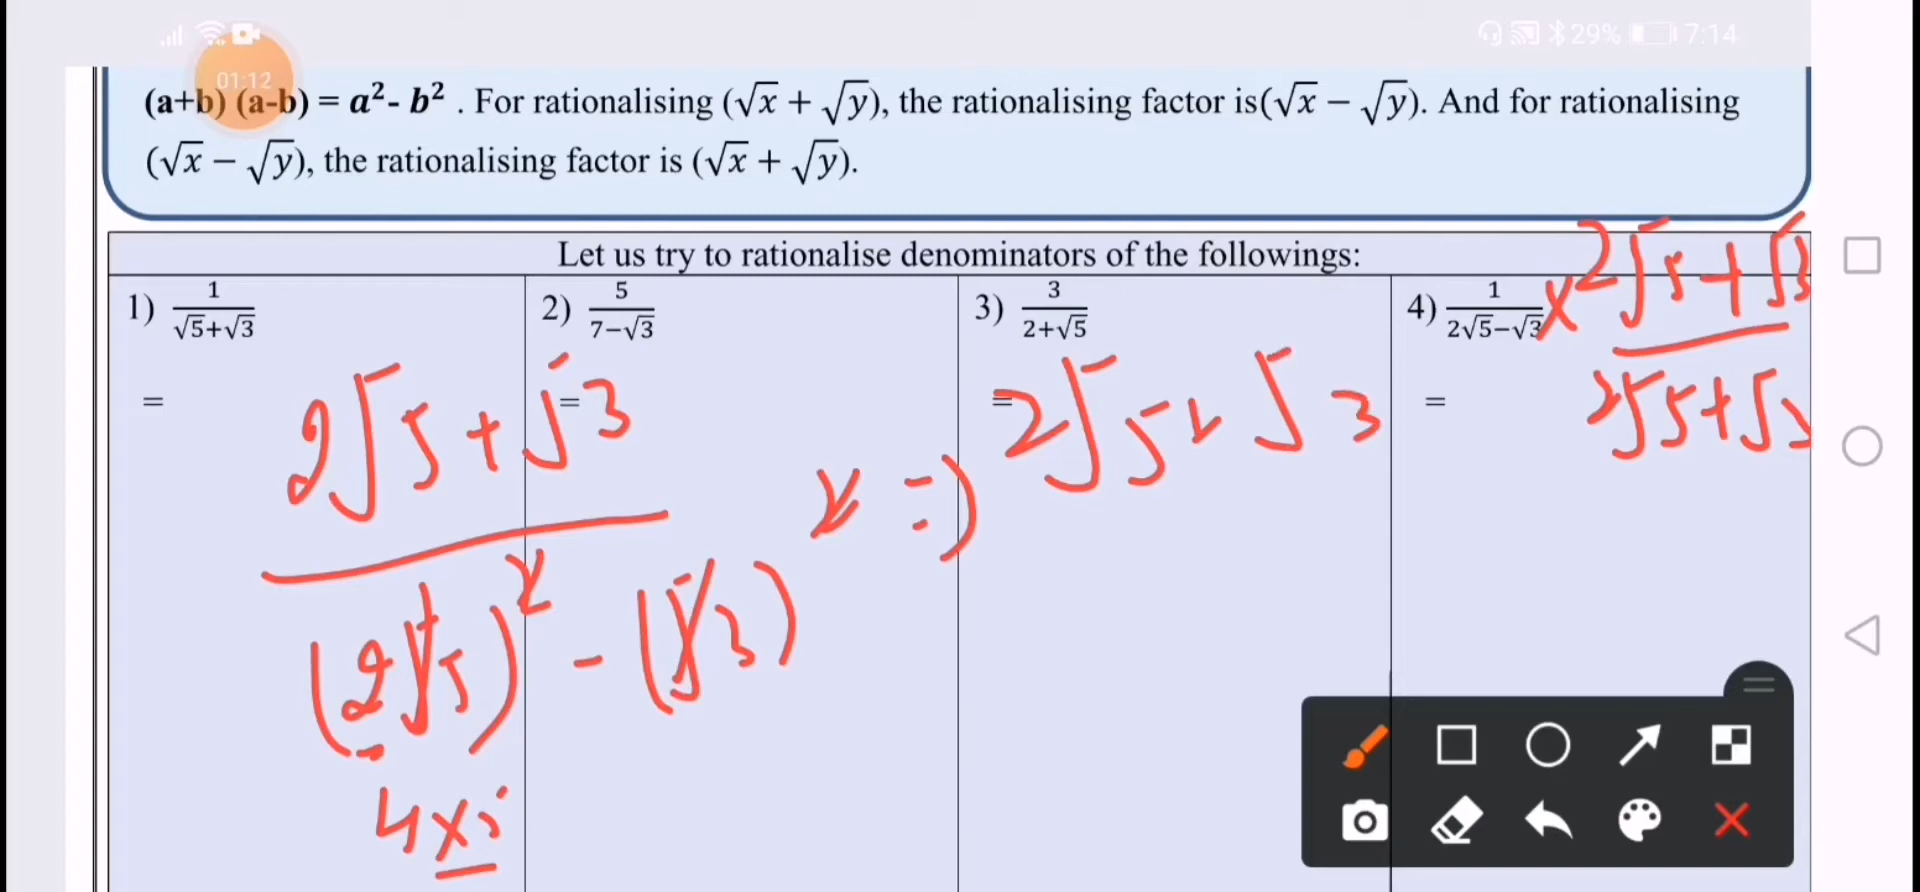 29% 7:14
01:12
(a+b) (a-b) = a² - b² . For rationalising (√x + √y), the rationalising factor is(√x − √y). And for rationalising
(√x − √y), the rationalising factor is (√x + √y).
Let us try to rationalise denominators of the followings:
1) 1/(√5+√3)
2) 5/(7−√3)
3) 3/(2+√5)
4) 1/(2√5−√3)
× 2√5+√3
2√5+√3
= = = =
2√5+√3
(2√5)² - (√3)
4×5
=) 2√5+√3